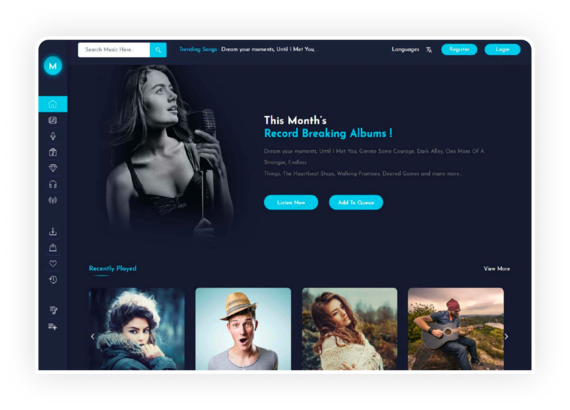 Search Music Here..
Trending Songs Dream your moments, Until I Met You,...
Languages
Register
Login
M
This Month's
Record Breaking Albums !
Dream your moments, Until I Met You, Gimme Some Courage, Dark Alley, One More Of A
Stranger, Endless
Things, The Heartbeat Stops, Walking Promises, Desired Games and many more...
Listen Now
Add To Queue
Recently Played
View More